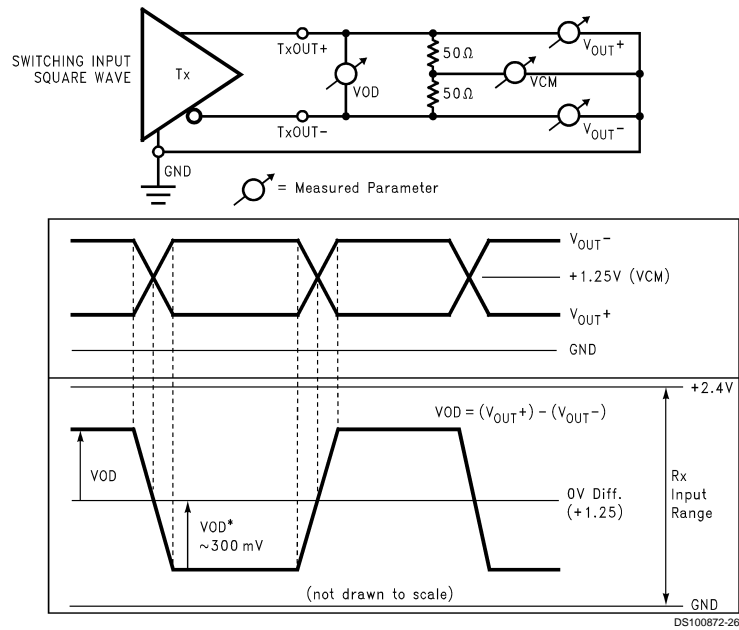 SWITCHING INPUT
SQUARE WAVE
Tx
TxOUT+
TxOUT-
GND
VOD
50Ω
50Ω
VCM
VOUT+
VOUT-
= Measured Parameter
VOUT-
+1.25V (VCM)
VOUT+
GND
+2.4V
VOD = (VOUT+) - (VOUT-)
VOD
VOD*
~300 mV
0V Diff.
(+1.25)
Rx
Input
Range
(not drawn to scale)
GND
DS100872-26